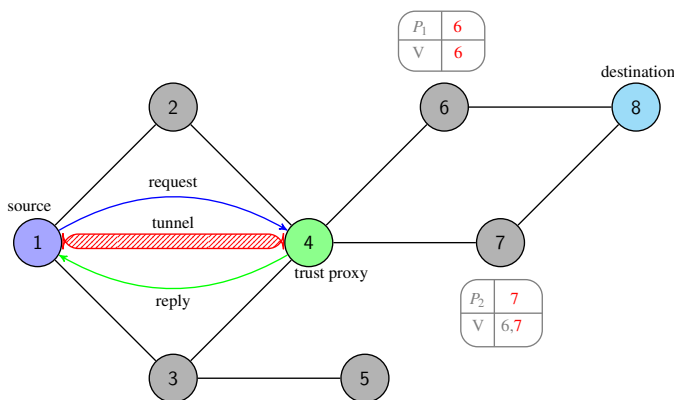 P1 6
V 6
destination
2
6
8
request
source
tunnel
1
4
7
trust proxy
reply
P2 7
V 6,7
3
5